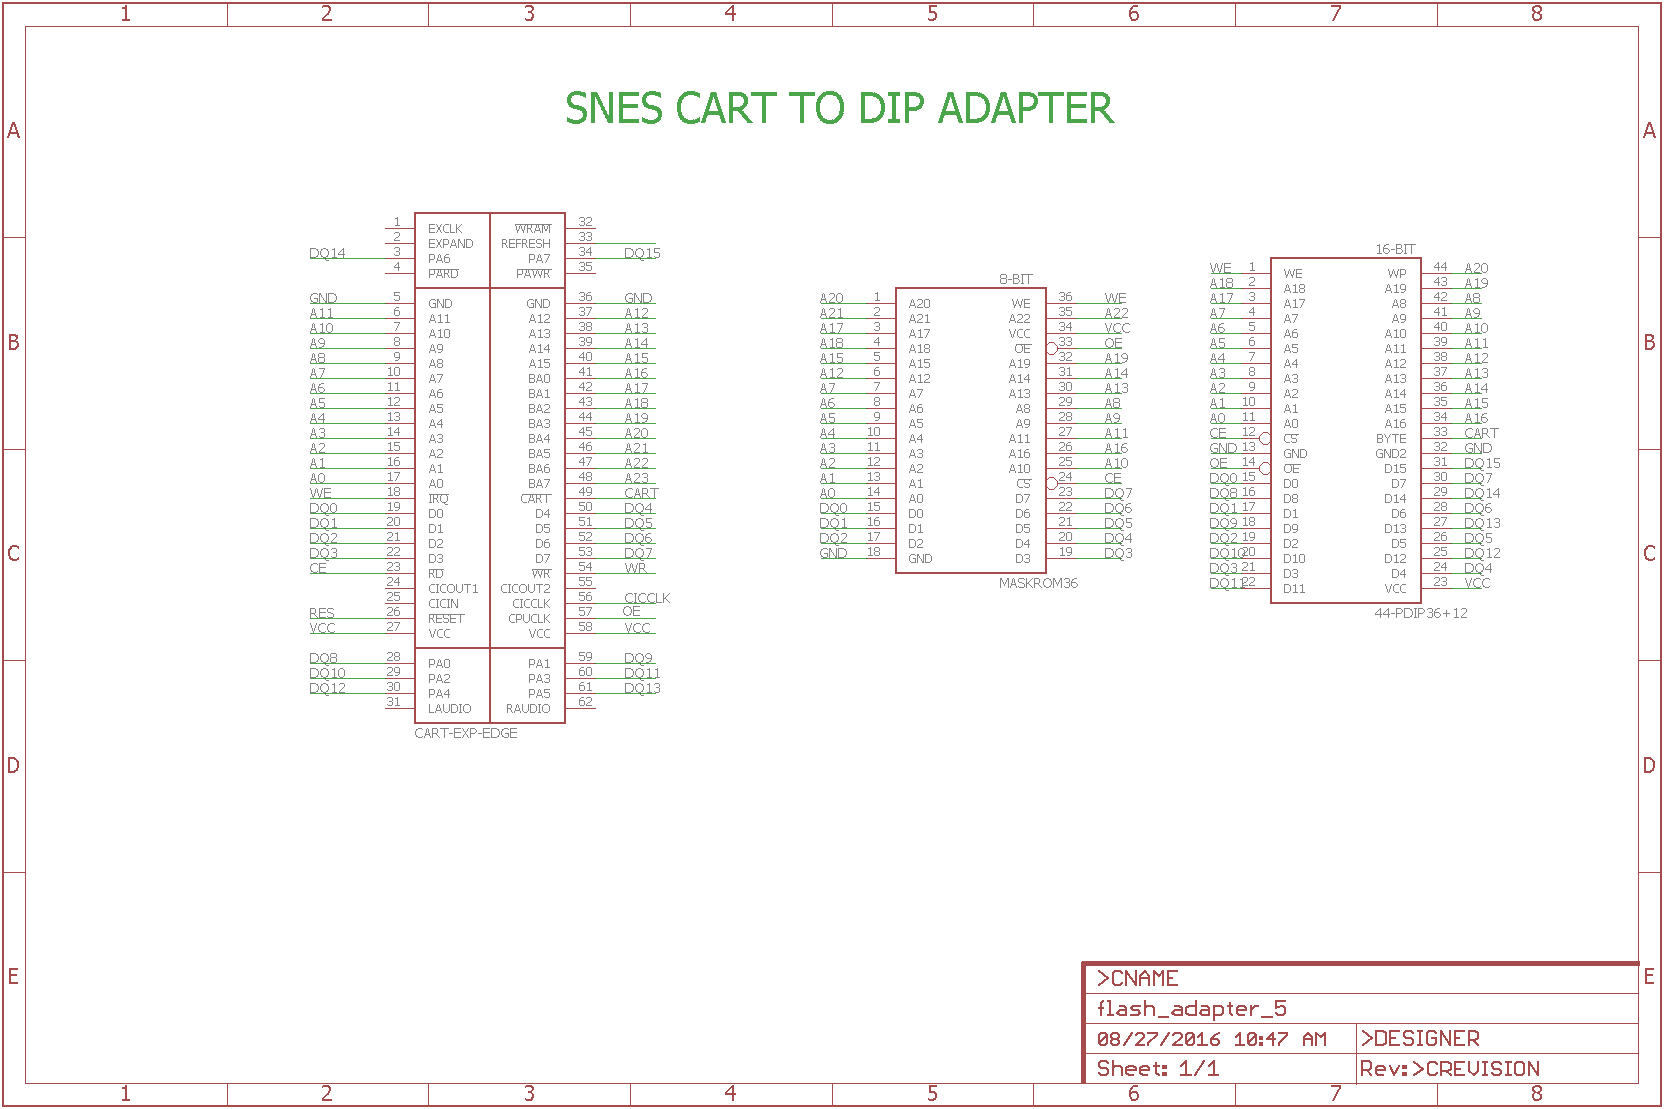 1 2 3 4 5 6 7 8
SNES CART TO DIP ADAPTER
A A
B B
C C
D D
E E
1 EXCLK WRAM 32
2 EXPAND REFRESH 33
DQ14 3 PA6 PA7 34 DQ15
4 PARD PAWR 35
GND 5 GND GND 36 GND
A11 6 A11 A12 37 A12
A10 7 A10 A13 38 A13
A9 8 A9 A14 39 A14
A8 9 A8 A15 40 A15
A7 10 A7 BA0 41 A16
A6 11 A6 BA1 42 A17
A5 12 A5 BA2 43 A18
A4 13 A4 BA3 44 A19
A3 14 A3 BA4 45 A20
A2 15 A2 BA5 46 A21
A1 16 A1 BA6 47 A22
A0 17 A0 BA7 48 A23
WE 18 IRQ CART 49 CART
DQ0 19 D0 D4 50 DQ4
DQ1 20 D1 D5 51 DQ5
DQ2 21 D2 D6 52 DQ6
DQ3 22 D3 D7 53 DQ7
CE 23 RD WR 54 WR
24 CICOUT1 CICOUT2 55
25 CICIN CICCLK 56 CICCLK
RES 26 RESET CPUCLK 57 OE
VCC 27 VCC VCC 58 VCC
DQ8 28 PA0 PA1 59 DQ9
DQ10 29 PA2 PA3 60 DQ11
DQ12 30 PA4 PA5 61 DQ13
31 LAUDIO RAUDIO 62
CART-EXP-EDGE
8-BIT
A20 1 A20 WE 36 WE
A21 2 A21 A22 35 A22
A17 3 A17 VCC 34 VCC
A18 4 A18 OE 33 OE
A15 5 A15 A19 32 A19
A12 6 A12 A14 31 A14
A7 7 A7 A13 30 A13
A6 8 A6 A8 29 A8
A5 9 A5 A9 28 A9
A4 10 A4 A11 27 A11
A3 11 A3 A16 26 A16
A2 12 A2 A10 25 A10
A1 13 A1 CS 24 CE
A0 14 A0 D7 23 DQ7
DQ0 15 D0 D6 22 DQ6
DQ1 16 D1 D5 21 DQ5
DQ2 17 D2 D4 20 DQ4
GND 18 GND D3 19 DQ3
MASKROM36
16-BIT
WE 1 WE WP 44 A20
A18 2 A18 A19 43 A19
A17 3 A17 A8 42 A8
A7 4 A7 A9 41 A9
A6 5 A6 A10 40 A10
A5 6 A5 A11 39 A11
A4 7 A4 A12 38 A12
A3 8 A3 A13 37 A13
A2 9 A2 A14 36 A14
A1 10 A1 A15 35 A15
A0 11 A0 A16 34 A16
CE 12 CS BYTE 33 CART
GND 13 GND GND2 32 GND
OE 14 OE D15 31 DQ15
DQ0 15 D0 D7 30 DQ7
DQ8 16 D8 D14 29 DQ14
DQ1 17 D1 D6 28 DQ6
DQ9 18 D9 D13 27 DQ13
DQ2 19 D2 D5 26 DQ5
DQ10 20 D10 D12 25 DQ12
DQ3 21 D3 D4 24 DQ4
DQ11 22 D11 VCC 23 VCC
44-PDIP36+12
>CNAME
flash_adapter_5
08/27/2016 10:47 AM >DESIGNER
Sheet: 1/1 Rev:>CREVISION
1 2 3 4 5 6 7 8